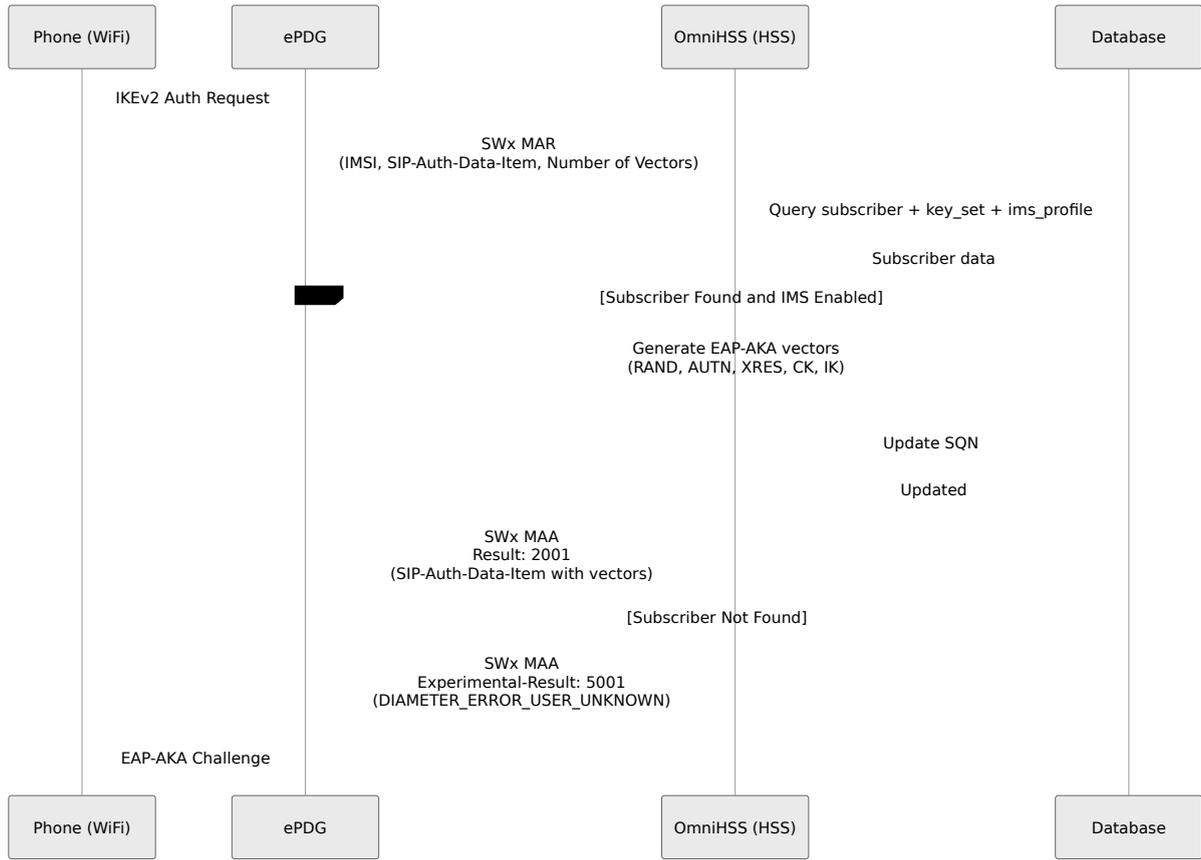 Phone (WiFi)
ePDG
OmniHSS (HSS)
Database
IKEv2 Auth Request
SWx MAR
(IMSI, SIP-Auth-Data-Item, Number of Vectors)
Query subscriber + key_set + ims_profile
Subscriber data
[Subscriber Found and IMS Enabled]
Generate EAP-AKA vectors
(RAND, AUTN, XRES, CK, IK)
Update SQN
Updated
SWx MAA
Result: 2001
(SIP-Auth-Data-Item with vectors)
[Subscriber Not Found]
SWx MAA
Experimental-Result: 5001
(DIAMETER_ERROR_USER_UNKNOWN)
EAP-AKA Challenge
Phone (WiFi)
ePDG
OmniHSS (HSS)
Database